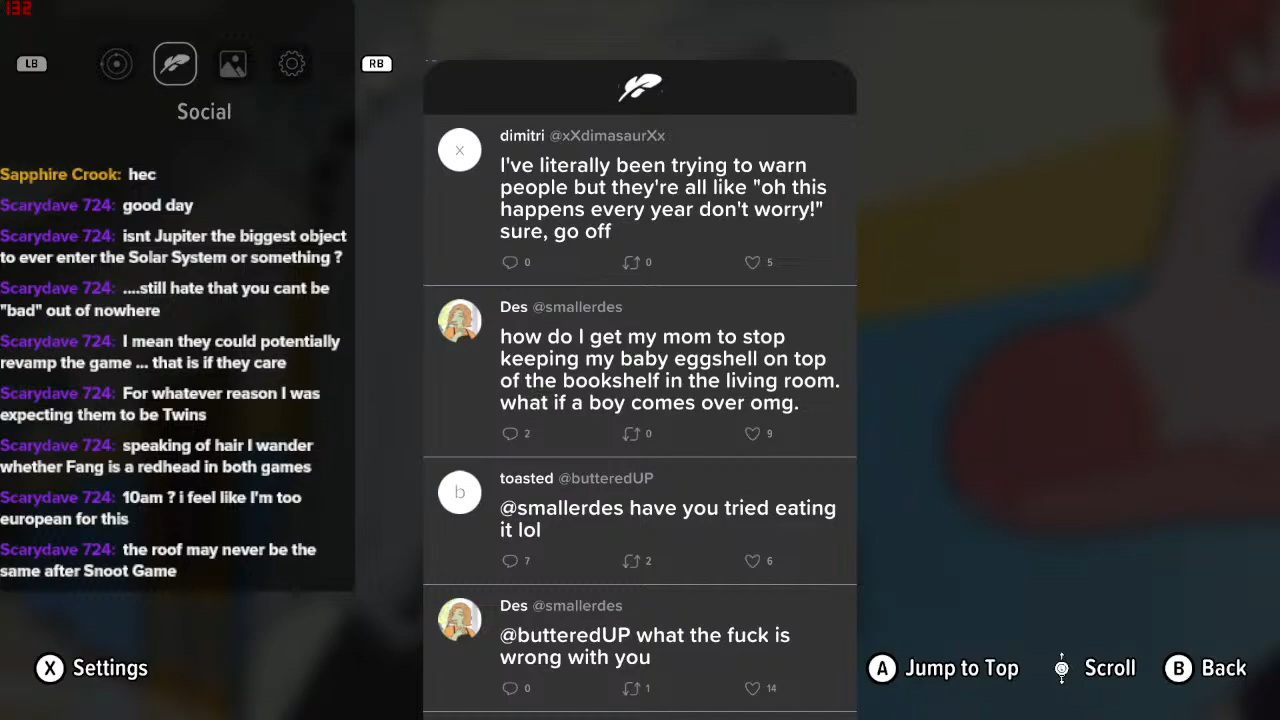 132
LB
RB
Social
Sapphire Crook: hec
Scarydave 724: good day
Scarydave 724: isnt Jupiter the biggest object
to ever enter the Solar System or something ?
Scarydave 724: ....still hate that you cant be
"bad" out of nowhere
Scarydave 724: I mean they could potentially
revamp the game ... that is if they care
Scarydave 724: For whatever reason I was
expecting them to be Twins
Scarydave 724: speaking of hair I wander
whether Fang is a redhead in both games
Scarydave 724: 10am ? i feel like I'm too
european for this
Scarydave 724: the roof may never be the
same after Snoot Game
X
dimitri @xXdimasaurXx
I've literally been trying to warn
people but they're all like "oh this
happens every year don't worry!"
sure, go off
0 0 5
Des @smallerdes
how do I get my mom to stop
keeping my baby eggshell on top
of the bookshelf in the living room.
what if a boy comes over omg.
2 0 9
b
toasted @butteredUP
@smallerdes have you tried eating
it lol
7 2 6
Des @smallerdes
@butteredUP what the fuck is
wrong with you
0 1 14
X Settings
A Jump to Top
Scroll
B Back